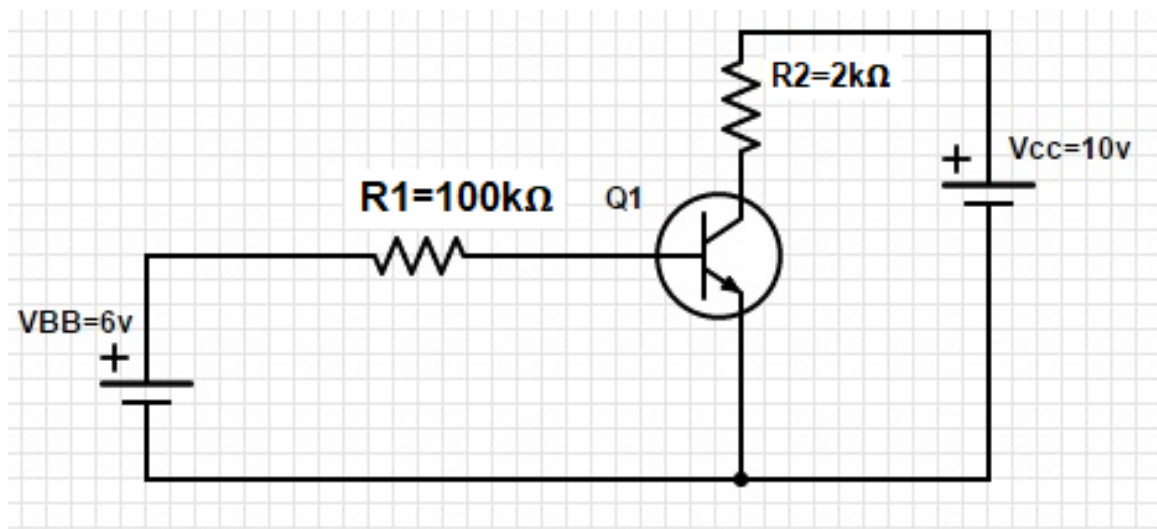 R2=2kΩ
Vcc=10v
R1=100kΩ
Q1
VBB=6v